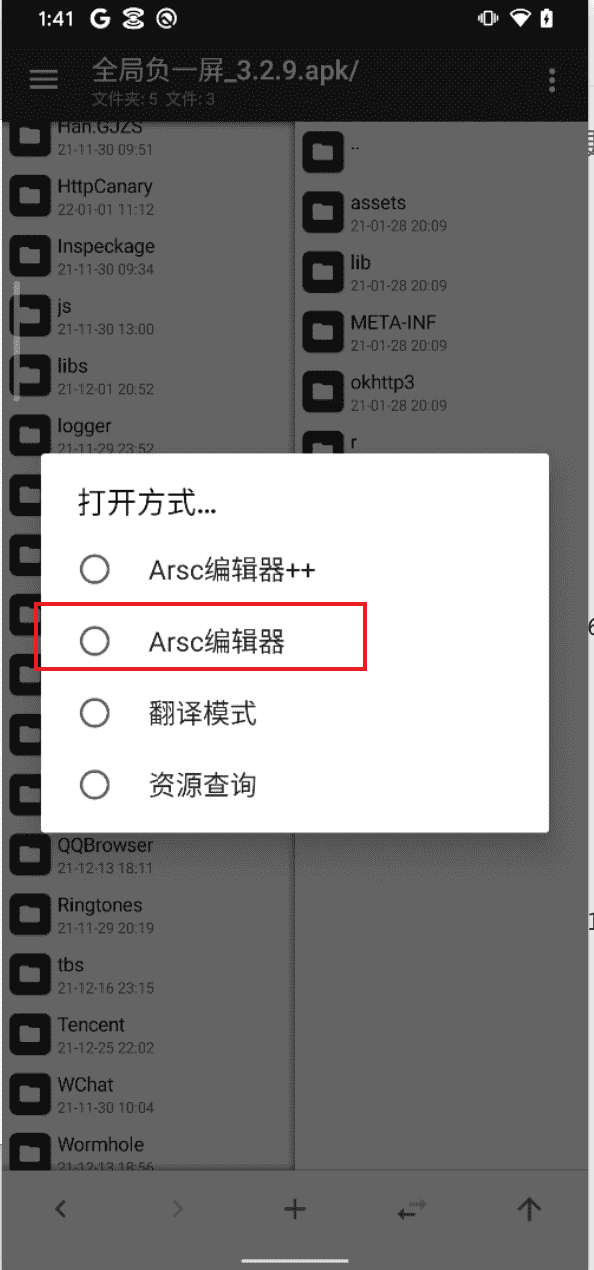 1:41
全局负一屏_3.2.9.apk/
文件夹: 5 文件: 3
Han.GJZS
21-11-30 09:51
HttpCanary
22-01-01 11:12
Inspeckage
21-11-30 09:34
js
21-11-30 13:00
libs
21-12-01 20:52
logger
21-11-29 23:52
..
assets
21-01-28 20:09
lib
21-01-28 20:09
META-INF
21-01-28 20:09
okhttp3
21-01-28 20:09
r
打开方式...
Arsc编辑器++
Arsc编辑器
翻译模式
资源查询
QQBrowser
21-12-13 18:11
Ringtones
21-11-29 20:19
tbs
21-12-16 23:15
Tencent
21-12-25 22:02
WChat
21-11-30 10:04
Wormhole
21-12-13 18:56